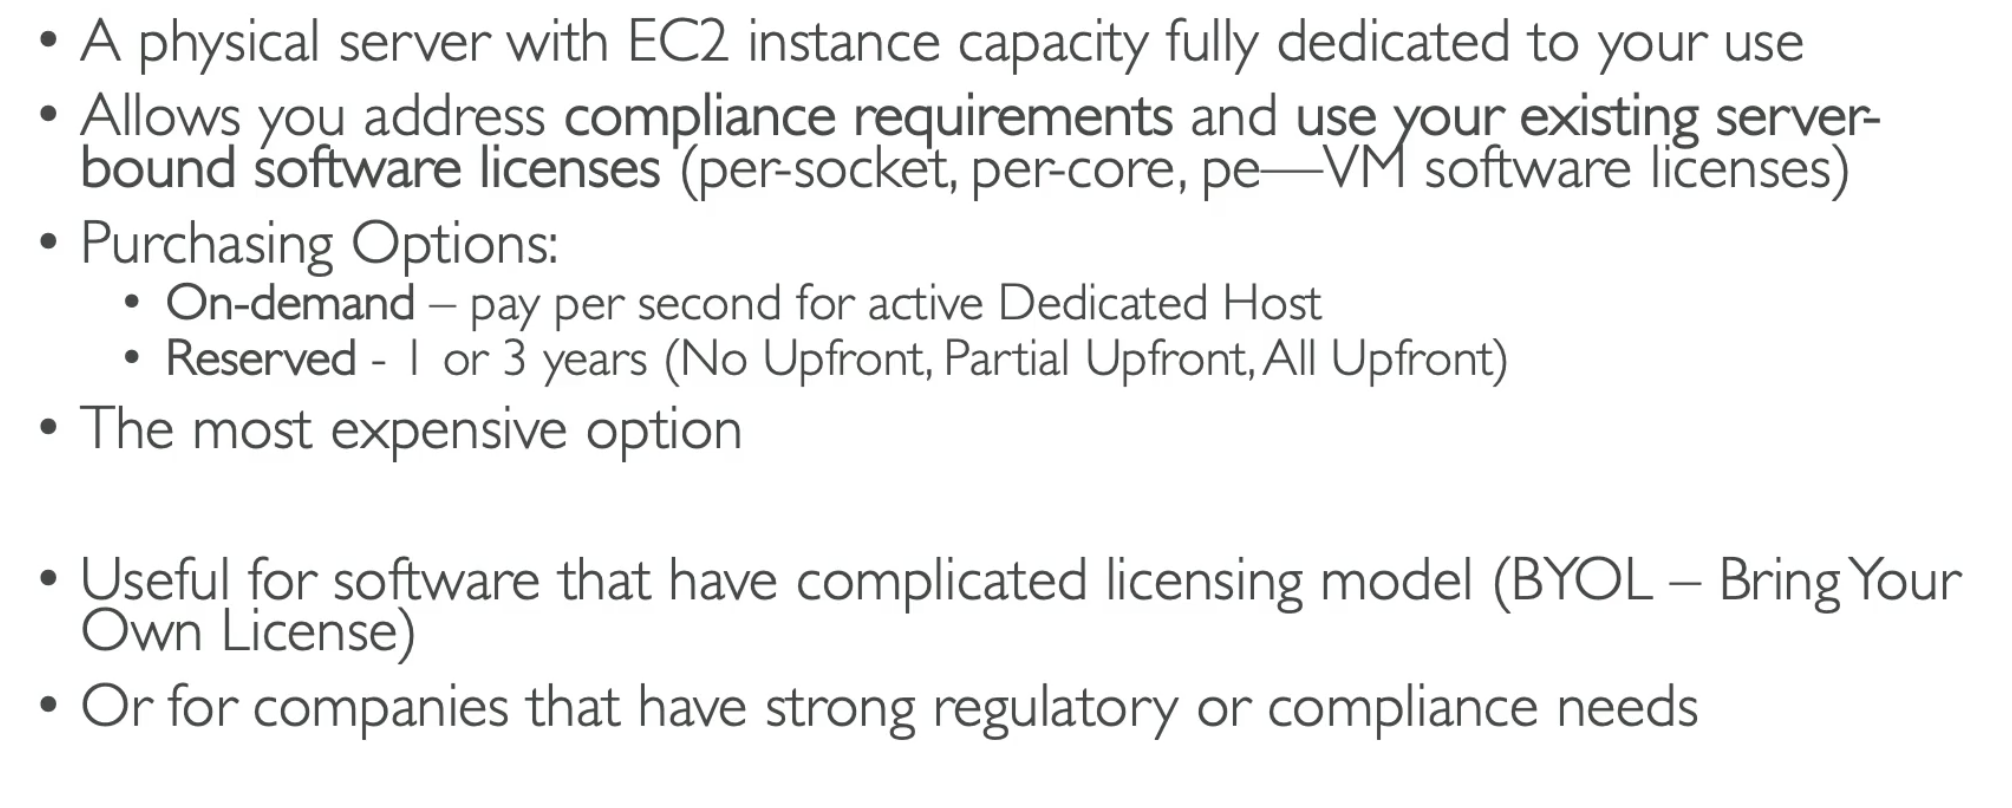 • A physical server with EC2 instance capacity fully dedicated to your use
• Allows you address compliance requirements and use your existing server-
bound software licenses (per-socket, per-core, pe—VM software licenses)
• Purchasing Options:
• On-demand – pay per second for active Dedicated Host
• Reserved - 1 or 3 years (No Upfront, Partial Upfront, All Upfront)
• The most expensive option
• Useful for software that have complicated licensing model (BYOL – Bring Your
Own License)
• Or for companies that have strong regulatory or compliance needs